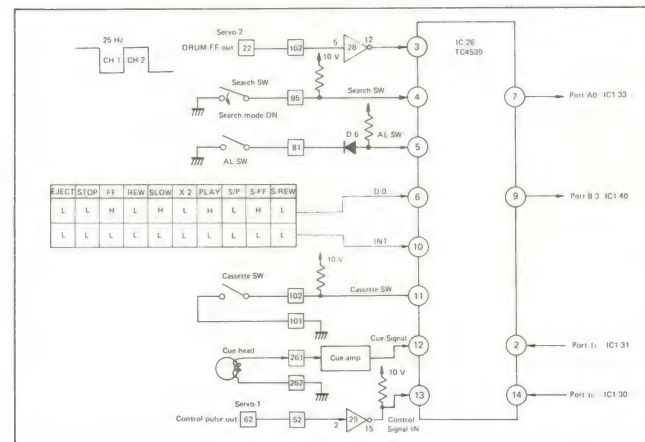 25 Hz
CH 1 CH 2
Servo 2
DRUM FF out 22 162 5 28 12 3
10 V
IC 26
TC4539
Search SW
95 Search SW 4
Search mode ON
7 Port A0 IC1-33
AL SW
81 D 6 AL SW 5
EJECT STOP FF REW SLOW X 2 PLAY S/P S-FF S-REW
L L H L H L H L H L
L L L L L L L L L L
D 0 6
INT 10
9 Port B 3 IC1-40
10 V
Cassette SW
102 Cassette SW 11
101
Cue head
261 Cue amp Cue Signal 12
262
10 V
2 Port I1 IC1-31
Servo 1
Control pulse out 62 52 2 29 15 13
Control
Signal IN
14 Port I0 IC1-30